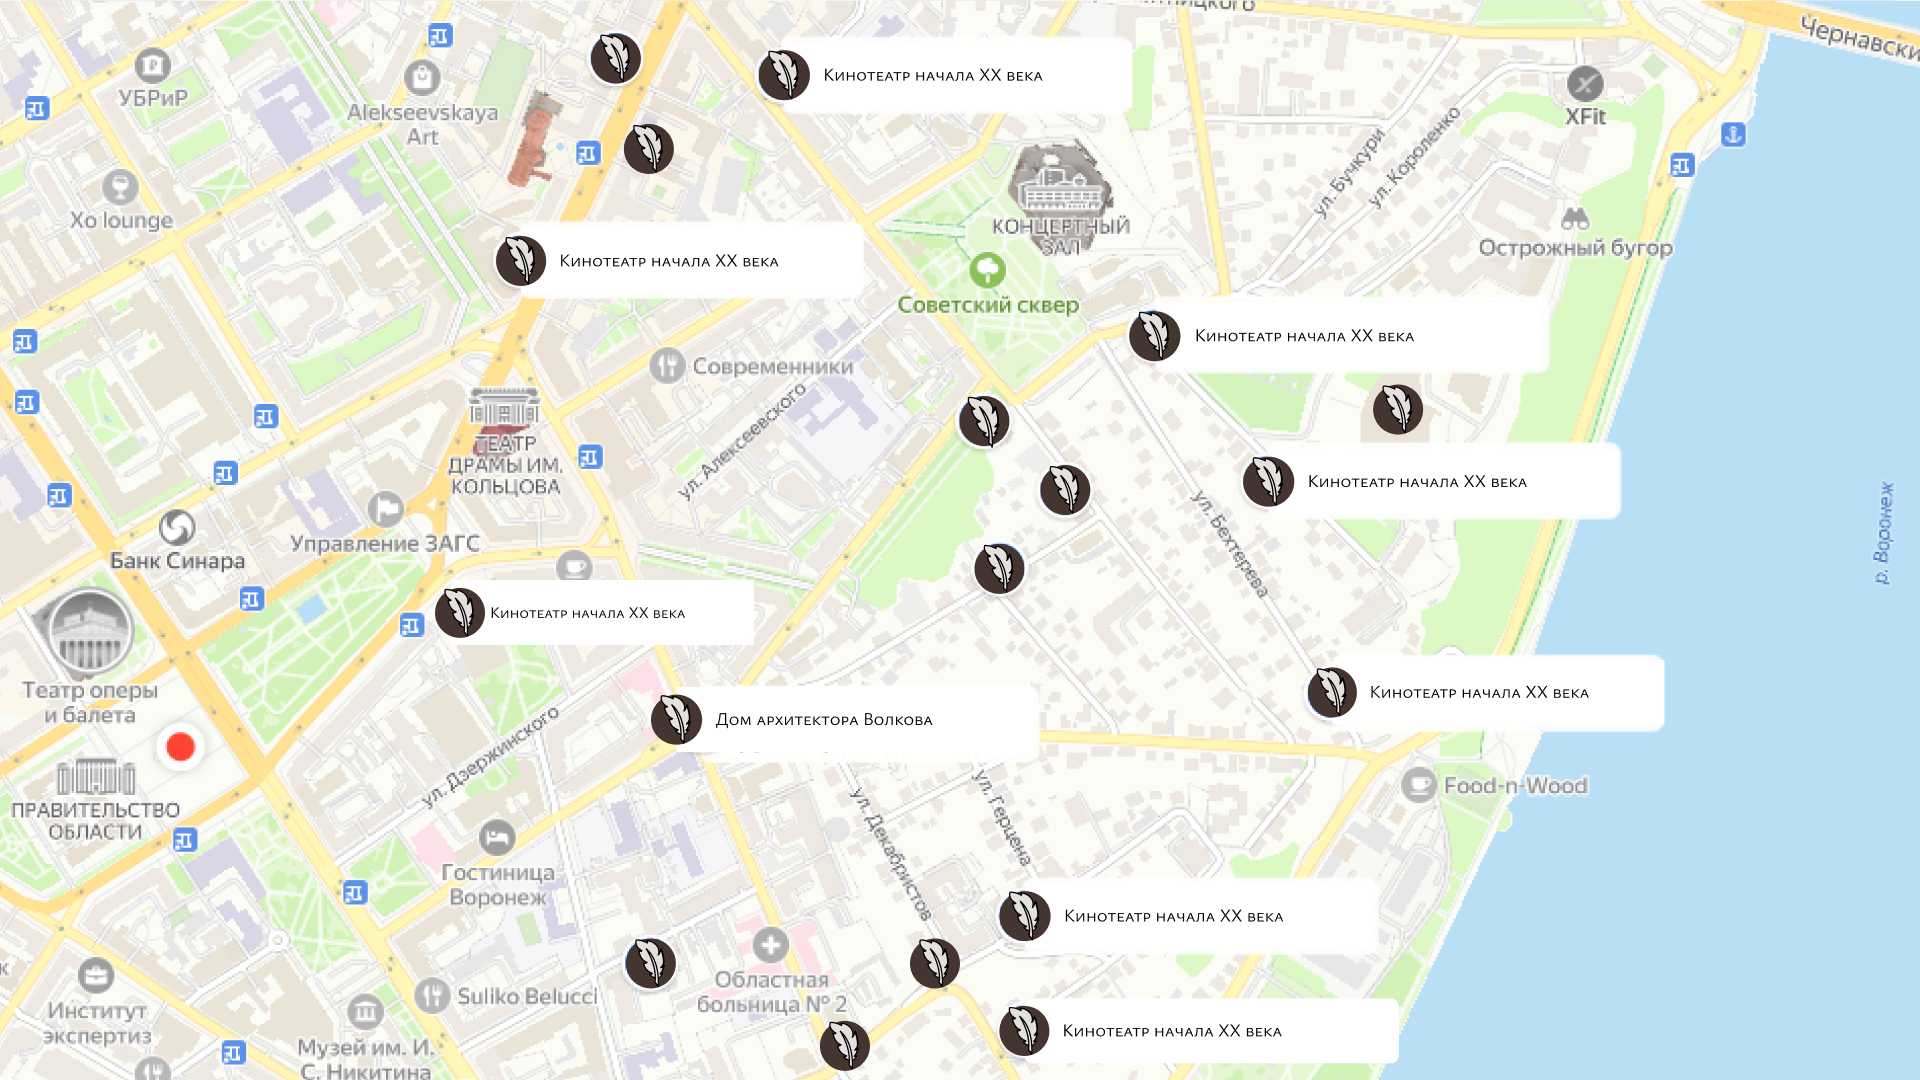 Чернавски
УБРиР
Кинотеатр начала XX века
Alekseevskaya
Art
XFit
ул. Бучкури
ул. Короленко
Xo lounge
КОНЦЕРТНЫЙ
ЗАЛ
Острожный бугор
Кинотеатр начала XX века
Советский сквер
Кинотеатр начала XX века
Современники
ул. Алексеевского
ТЕАТР
ДРАМЫ ИМ.
КОЛЬЦОВА
Кинотеатр начала XX века
ул. Бехтерева
р. Воронеж
Управление ЗАГС
Банк Синара
Кинотеатр начала XX века
Театр оперы
и балета
Кинотеатр начала XX века
Дом архитектора Волкова
ул. Дзержинского
ПРАВИТЕЛЬСТВО
ОБЛАСТИ
Food-n-Wood
ул. Декабристов
ул. Герцена
Гостиница
Воронеж
Кинотеатр начала XX века
Областная
больница № 2
Suliko Belucci
Институт
экспертиз
Кинотеатр начала XX века
Музей им. И.
С. Никитина